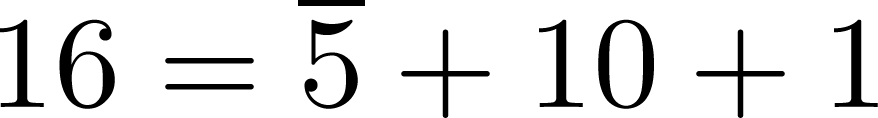 16 = 5̅ + 10 + 1